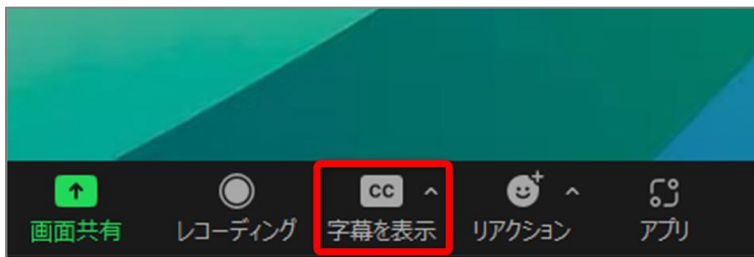 CC
画面共有
レコーディング
字幕を表示
リアクション
アプリ